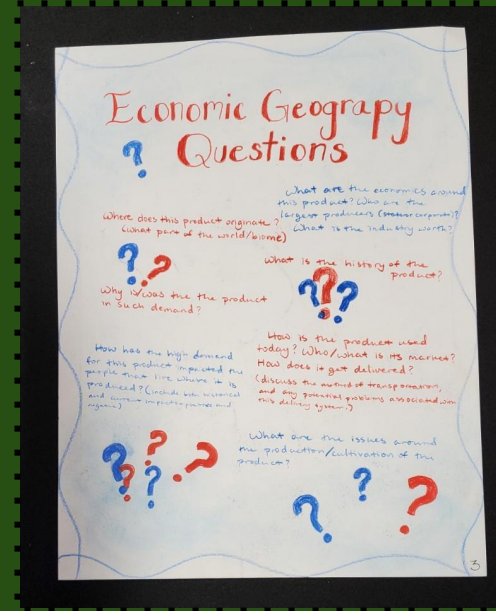 Economic Geograpy
Questions
What are the economics around
this product? Who are the
largest producers (states or corporate)?
What is the industry worth?
Where does this product originate?
(what part of the world/biome)
What is the history of the
product?
Why is/was the the product
in such demand?
How is the product used
today? Who/what is its market?
How does it get delivered?
(discuss the method of transportation,
and any potential problems associated with
this delivery system.)
How has the high demand
for this product impacted the
people that live where it is
produced? (include both historical
and current impacts, positive and
What are the issues around
the production/cultivation of the
product?
3